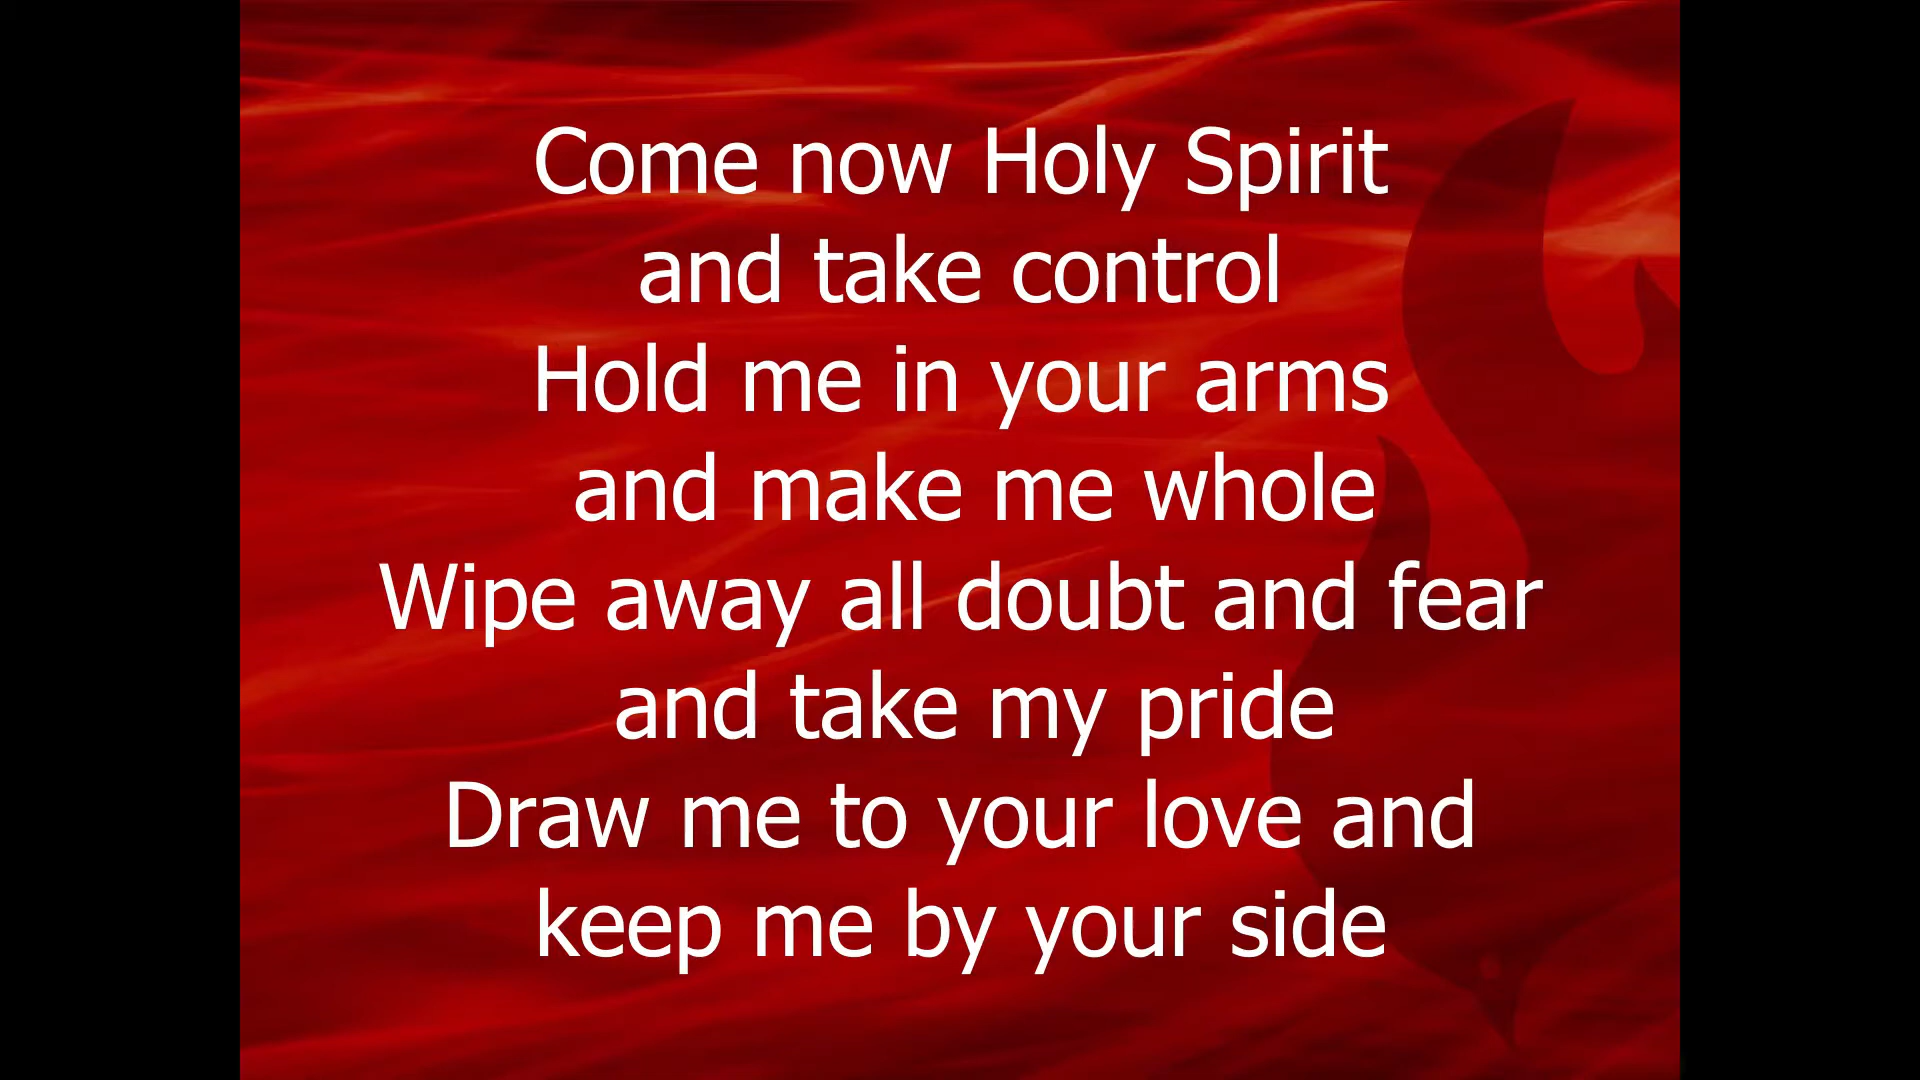 Come now Holy Spirit
and take control
Hold me in your arms
and make me whole
Wipe away all doubt and fear
and take my pride
Draw me to your love and
keep me by your side